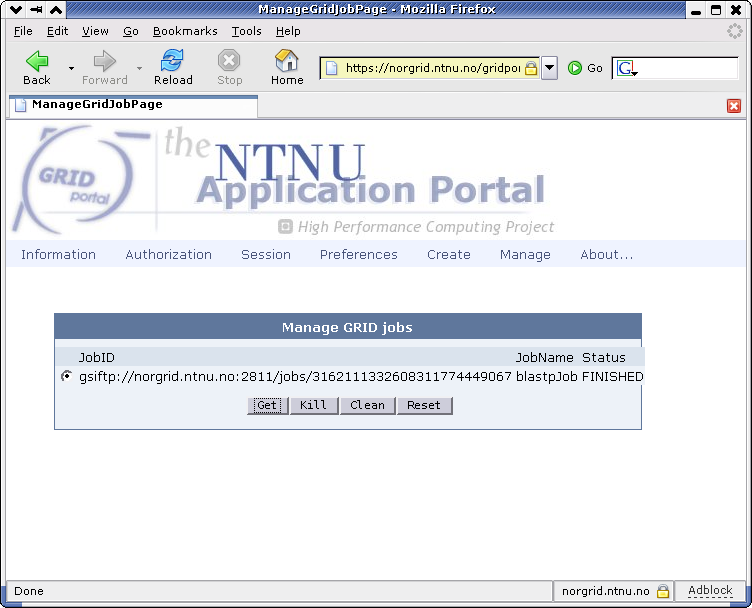 ManageGridJobPage - Mozilla Firefox
File Edit View Go Bookmarks Tools Help
Back Forward Reload Stop Home https://norgrid.ntnu.no/gridpor Go G
ManageGridJobPage
GRID portal
the NTNU
Application Portal
High Performance Computing Project
Information Authorization Session Preferences Create Manage About...
Manage GRID jobs
JobID JobName Status
gsiftp://norgrid.ntnu.no:2811/jobs/3162111332608311774449067 blastpJob FINISHED
Get Kill Clean Reset
Done norgrid.ntnu.no Adblock